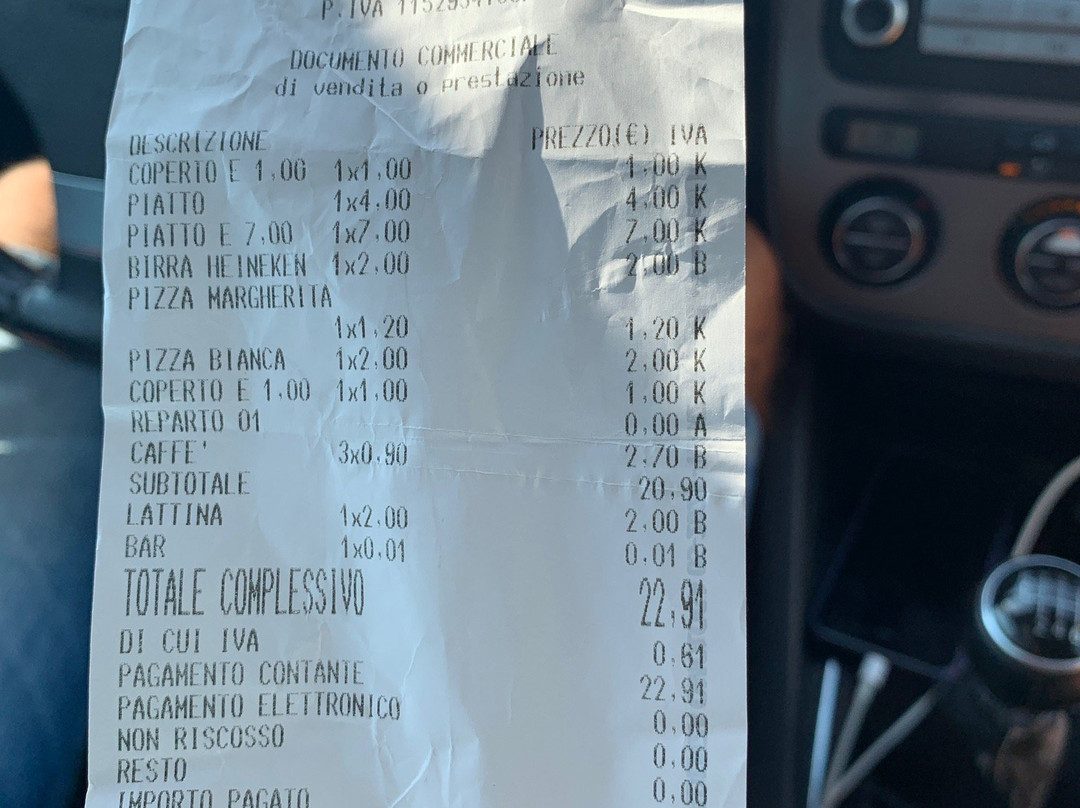 P.IVA
DOCUMENTO COMMERCIALE
di vendita o prestazione
DESCRIZIONE PREZZO(€) IVA
COPERTO E 1,00 1x1,00 1,00 K
PIATTO 1x4,00 4,00 K
PIATTO E 7,00 1x7,00 7,00 K
BIRRA HEINEKEN 1x2,00 2,00 B
PIZZA MARGHERITA
1x1,20 1,20 K
PIZZA BIANCA 1x2,00 2,00 K
COPERTO E 1,00 1x1,00 1,00 K
REPARTO 01 0,00 A
CAFFE' 3x0,90 2,70 B
SUBTOTALE 20,90
LATTINA 1x2,00 2,00 B
BAR 1x0,01 0,01 B
TOTALE COMPLESSIVO 22,91
DI CUI IVA 0,61
PAGAMENTO CONTANTE 22,91
PAGAMENTO ELETTRONICO 0,00
NON RISCOSSO 0,00
RESTO 0,00
IMPORTO PAGATO